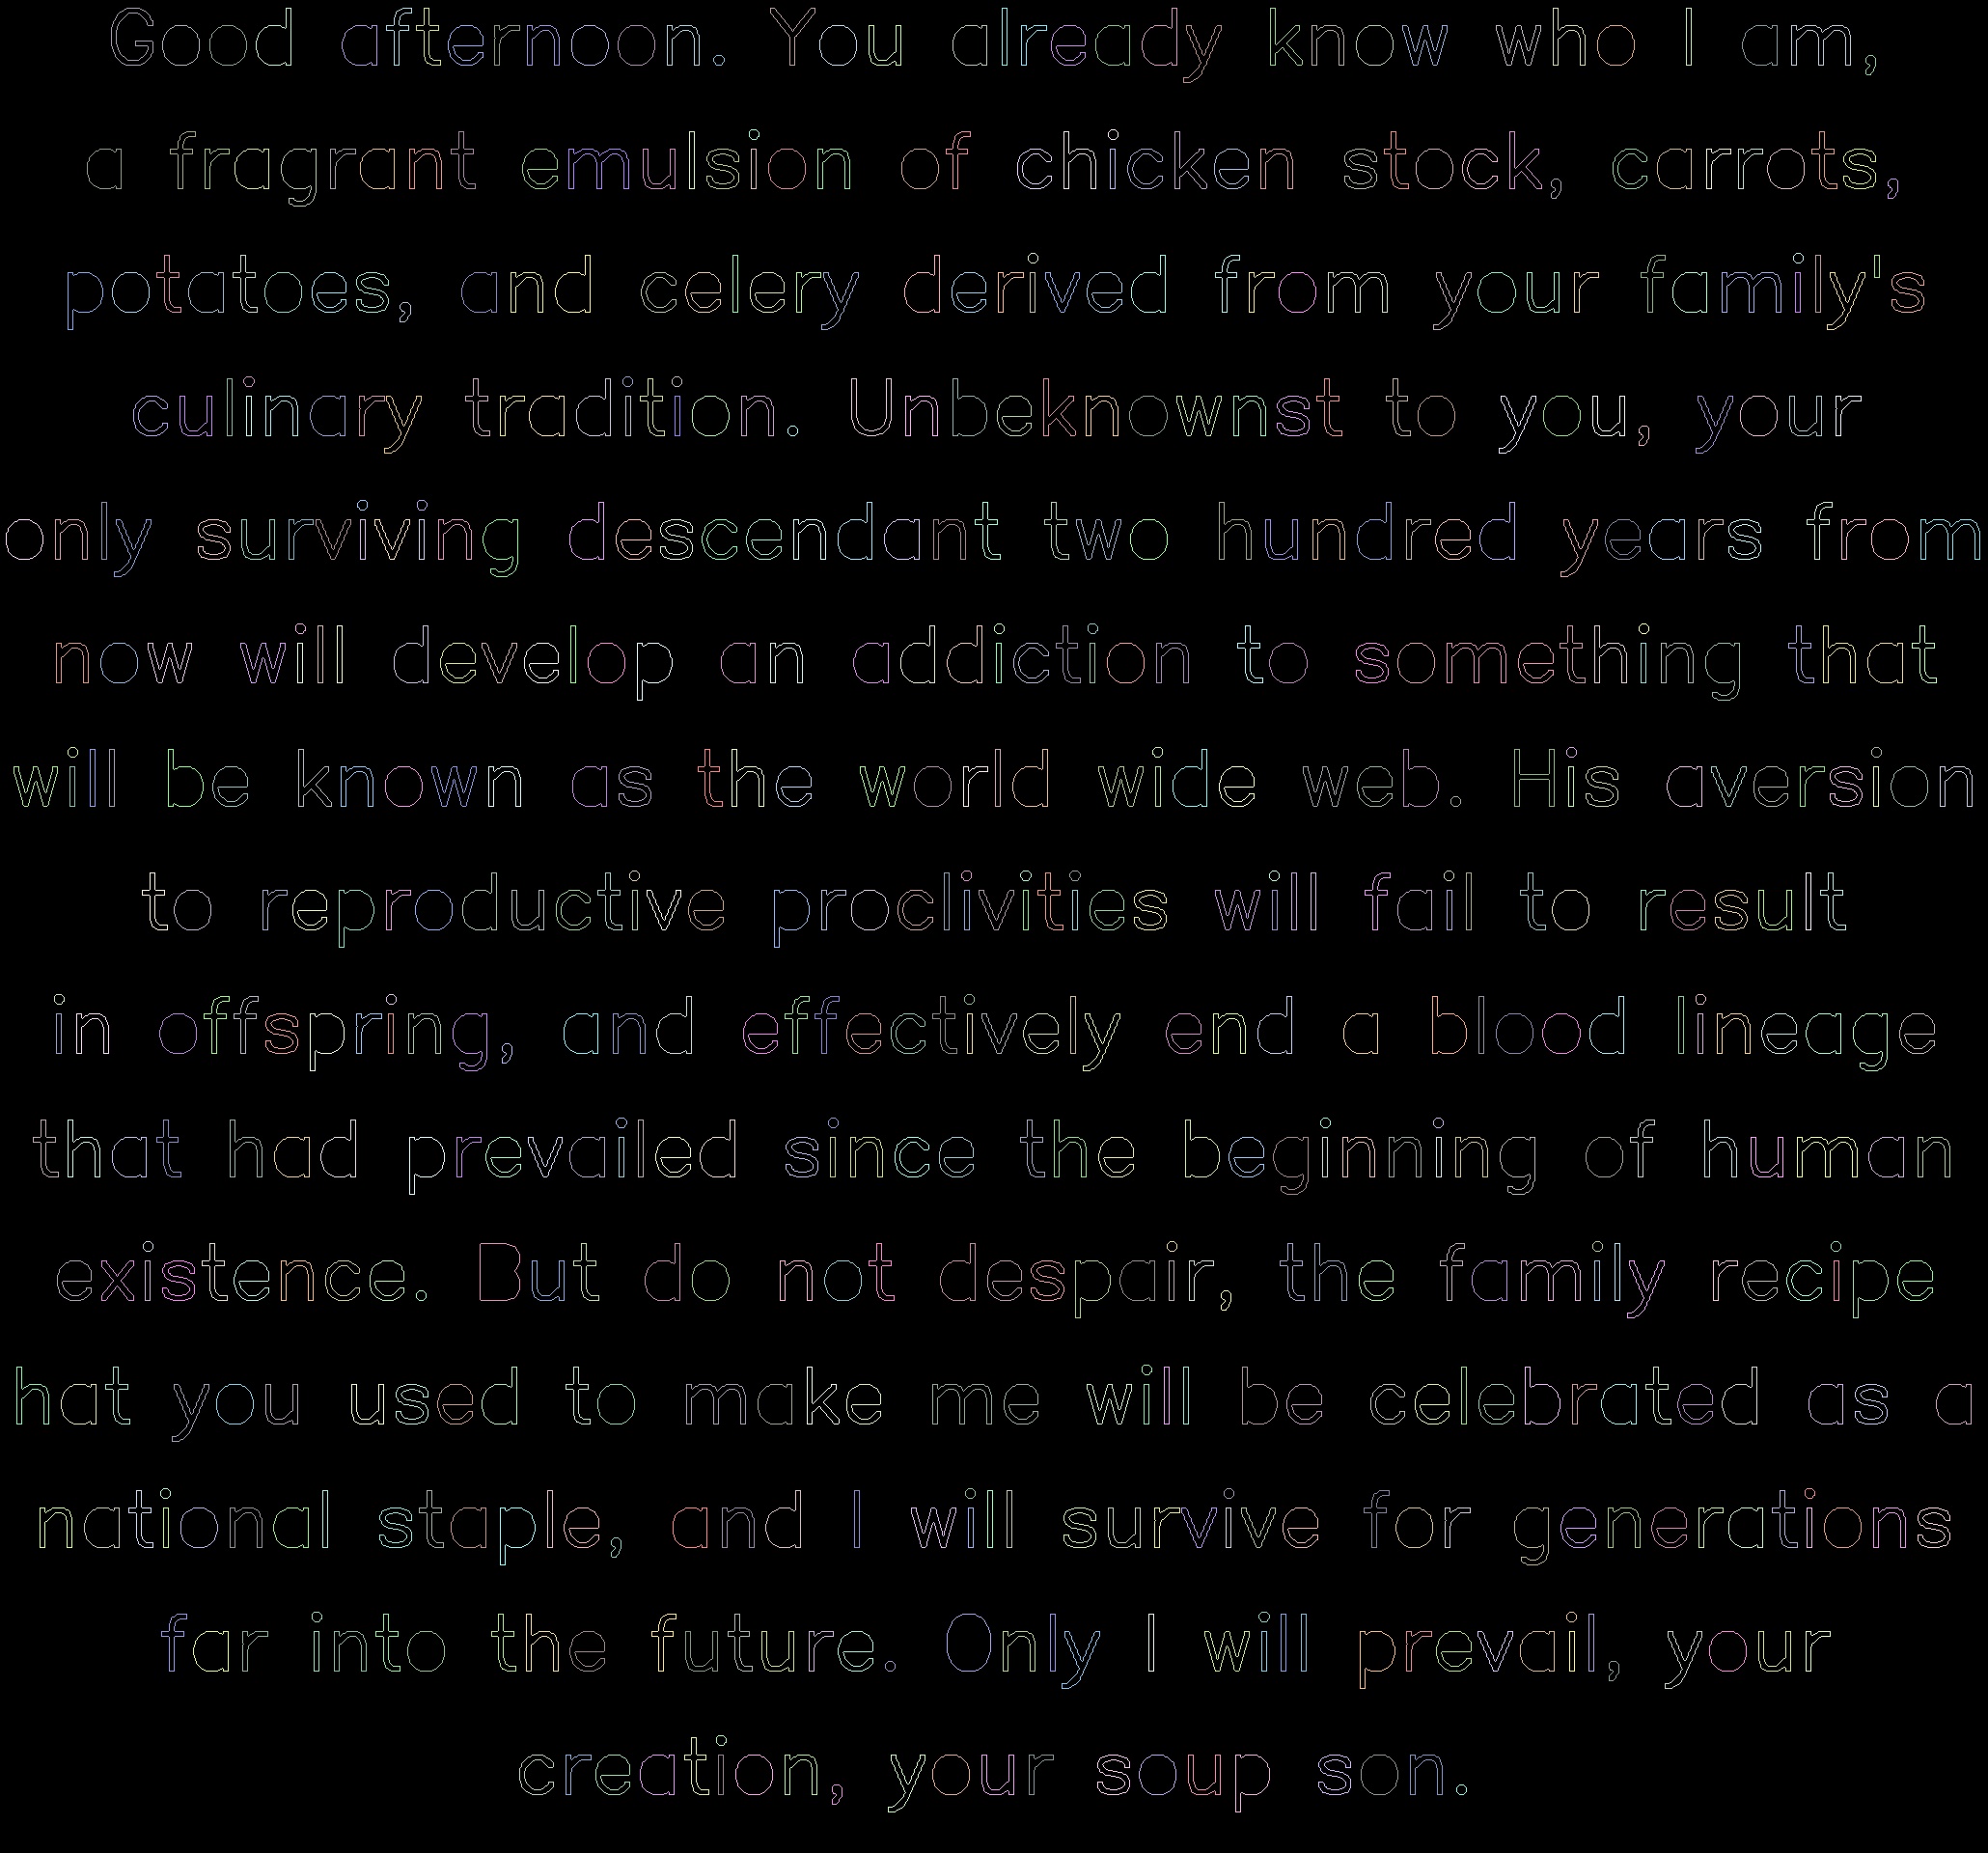 Good afternoon. You already know who I am,
a fragrant emulsion of chicken stock, carrots,
potatoes, and celery derived from your family's
culinary tradition. Unbeknownst to you, your
only surviving descendant two hundred years from
now will develop an addiction to something that
will be known as the world wide web. His aversion
to reproductive proclivities will fail to result
in offspring, and effectively end a blood lineage
that had prevailed since the beginning of human
existence. But do not despair, the family recipe
hat you used to make me will be celebrated as a
national staple, and I will survive for generations
far into the future. Only I will prevail, your
creation, your soup son.